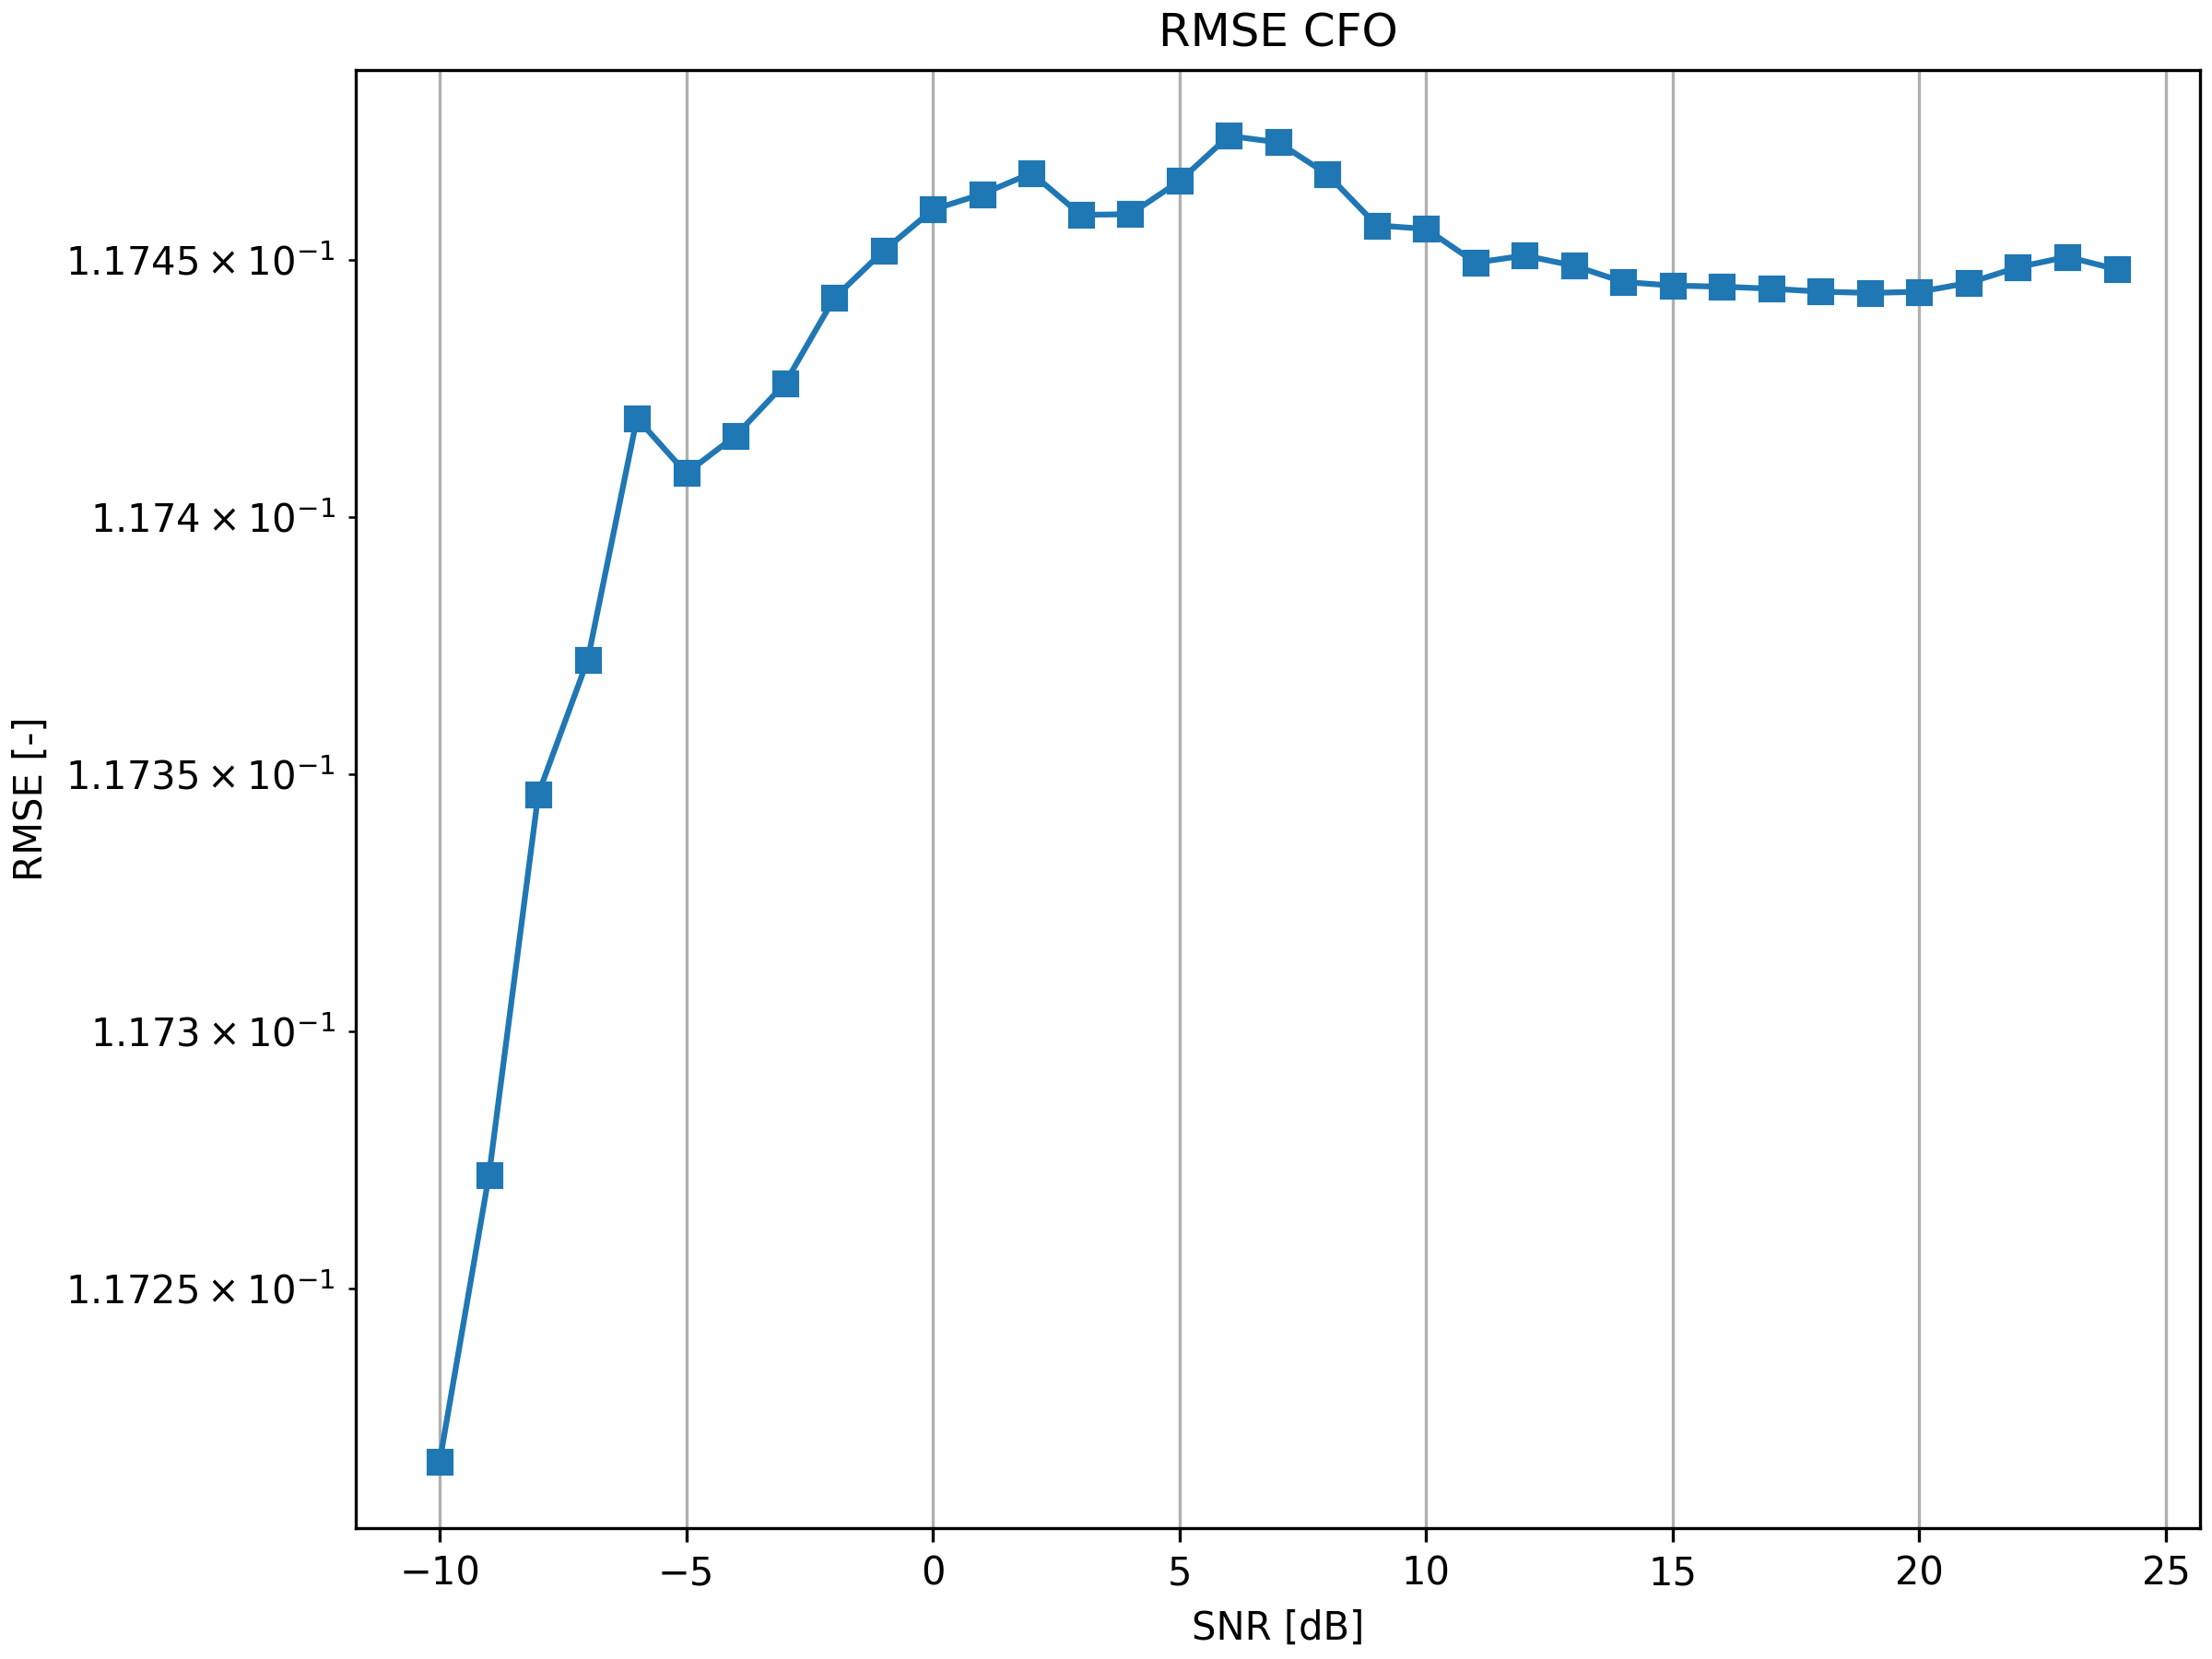 RMSE CFO
RMSE [-]
1.1745 × 10⁻¹
1.174 × 10⁻¹
1.1735 × 10⁻¹
1.173 × 10⁻¹
1.1725 × 10⁻¹
−10 −5 0 5 10 15 20 25
SNR [dB]